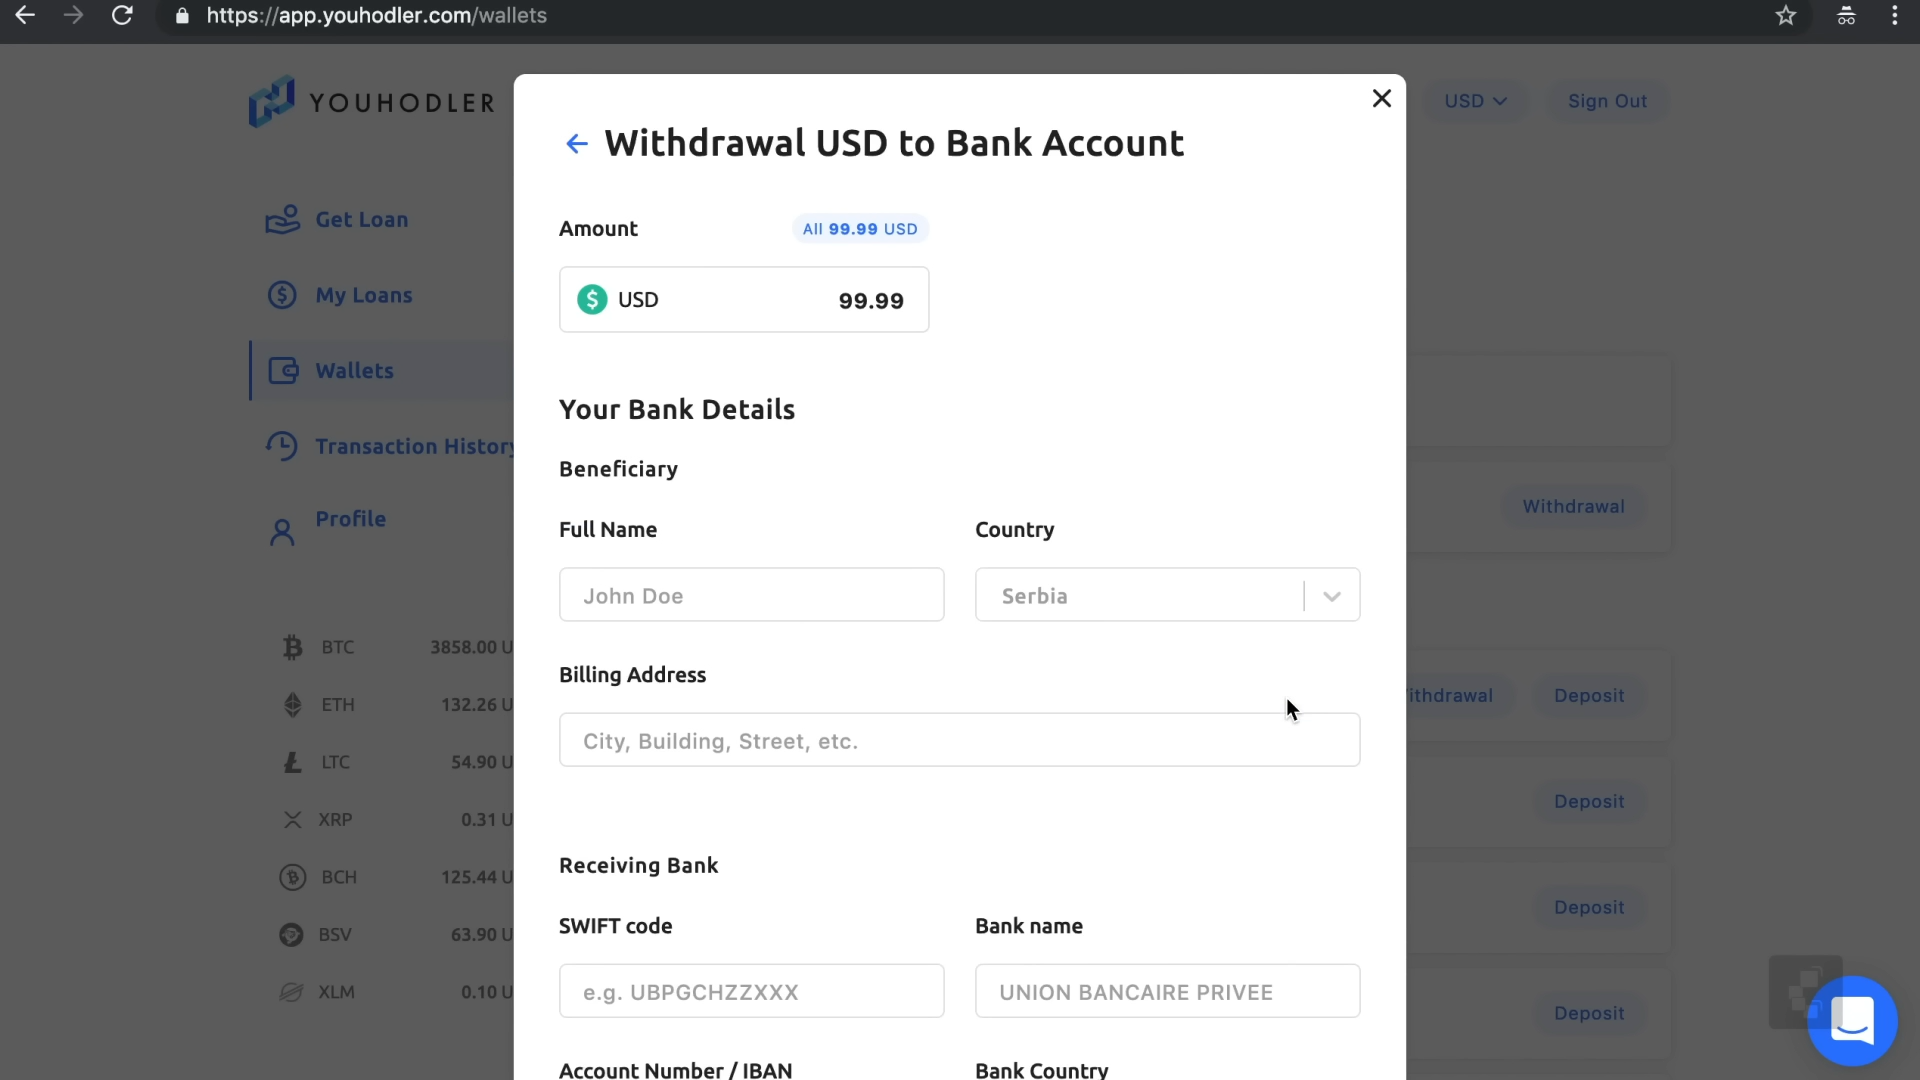 https://app.youhodler.com/wallets
YOUHODLER
USD
Sign Out
Get Loan
My Loans
Wallets
Transaction History
Profile
BTC 3858.00 U
ETH 132.26 U
LTC 54.90 U
XRP 0.31 U
BCH 125.44 U
BSV 63.90 U
XLM 0.10 U
Withdrawal USD to Bank Account
Amount
All 99.99 USD
USD 99.99
Your Bank Details
Beneficiary
Full Name
Country
John Doe
Serbia
Billing Address
City, Building, Street, etc.
Receiving Bank
SWIFT code
Bank name
e.g. UBPGCHZZXXX
UNION BANCAIRE PRIVEE
Account Number / IBAN
Bank Country
Withdrawal
ithdrawal
Deposit
Deposit
Deposit
Deposit